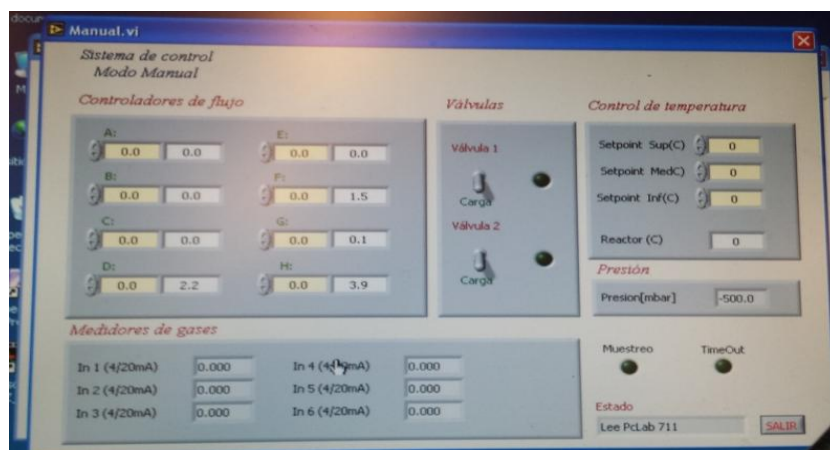 docum
Manual.vi
Sistema de control
Modo Manual
Controladores de flujo
A:
0.0 0.0
B:
0.0 0.0
C:
0.0 0.0
D:
0.0 2.2
E:
0.0 0.0
F:
0.0 1.5
G:
0.0 0.1
H:
0.0 3.9
Válvulas
Válvula 1
Carga
Válvula 2
Carga
Control de temperatura
Setpoint Sup(C) 0
Setpoint MedC) 0
Setpoint Inf(C) 0
Reactor (C) 0
Presión
Presion[mbar] -500.0
Medidores de gases
In 1 (4/20mA) 0.000
In 2 (4/20mA) 0.000
In 3 (4/20mA) 0.000
In 4 (4/20mA) 0.000
In 5 (4/20mA) 0.000
In 6 (4/20mA) 0.000
Muestreo TimeOut
Estado
Lee PcLab 711
SALIR